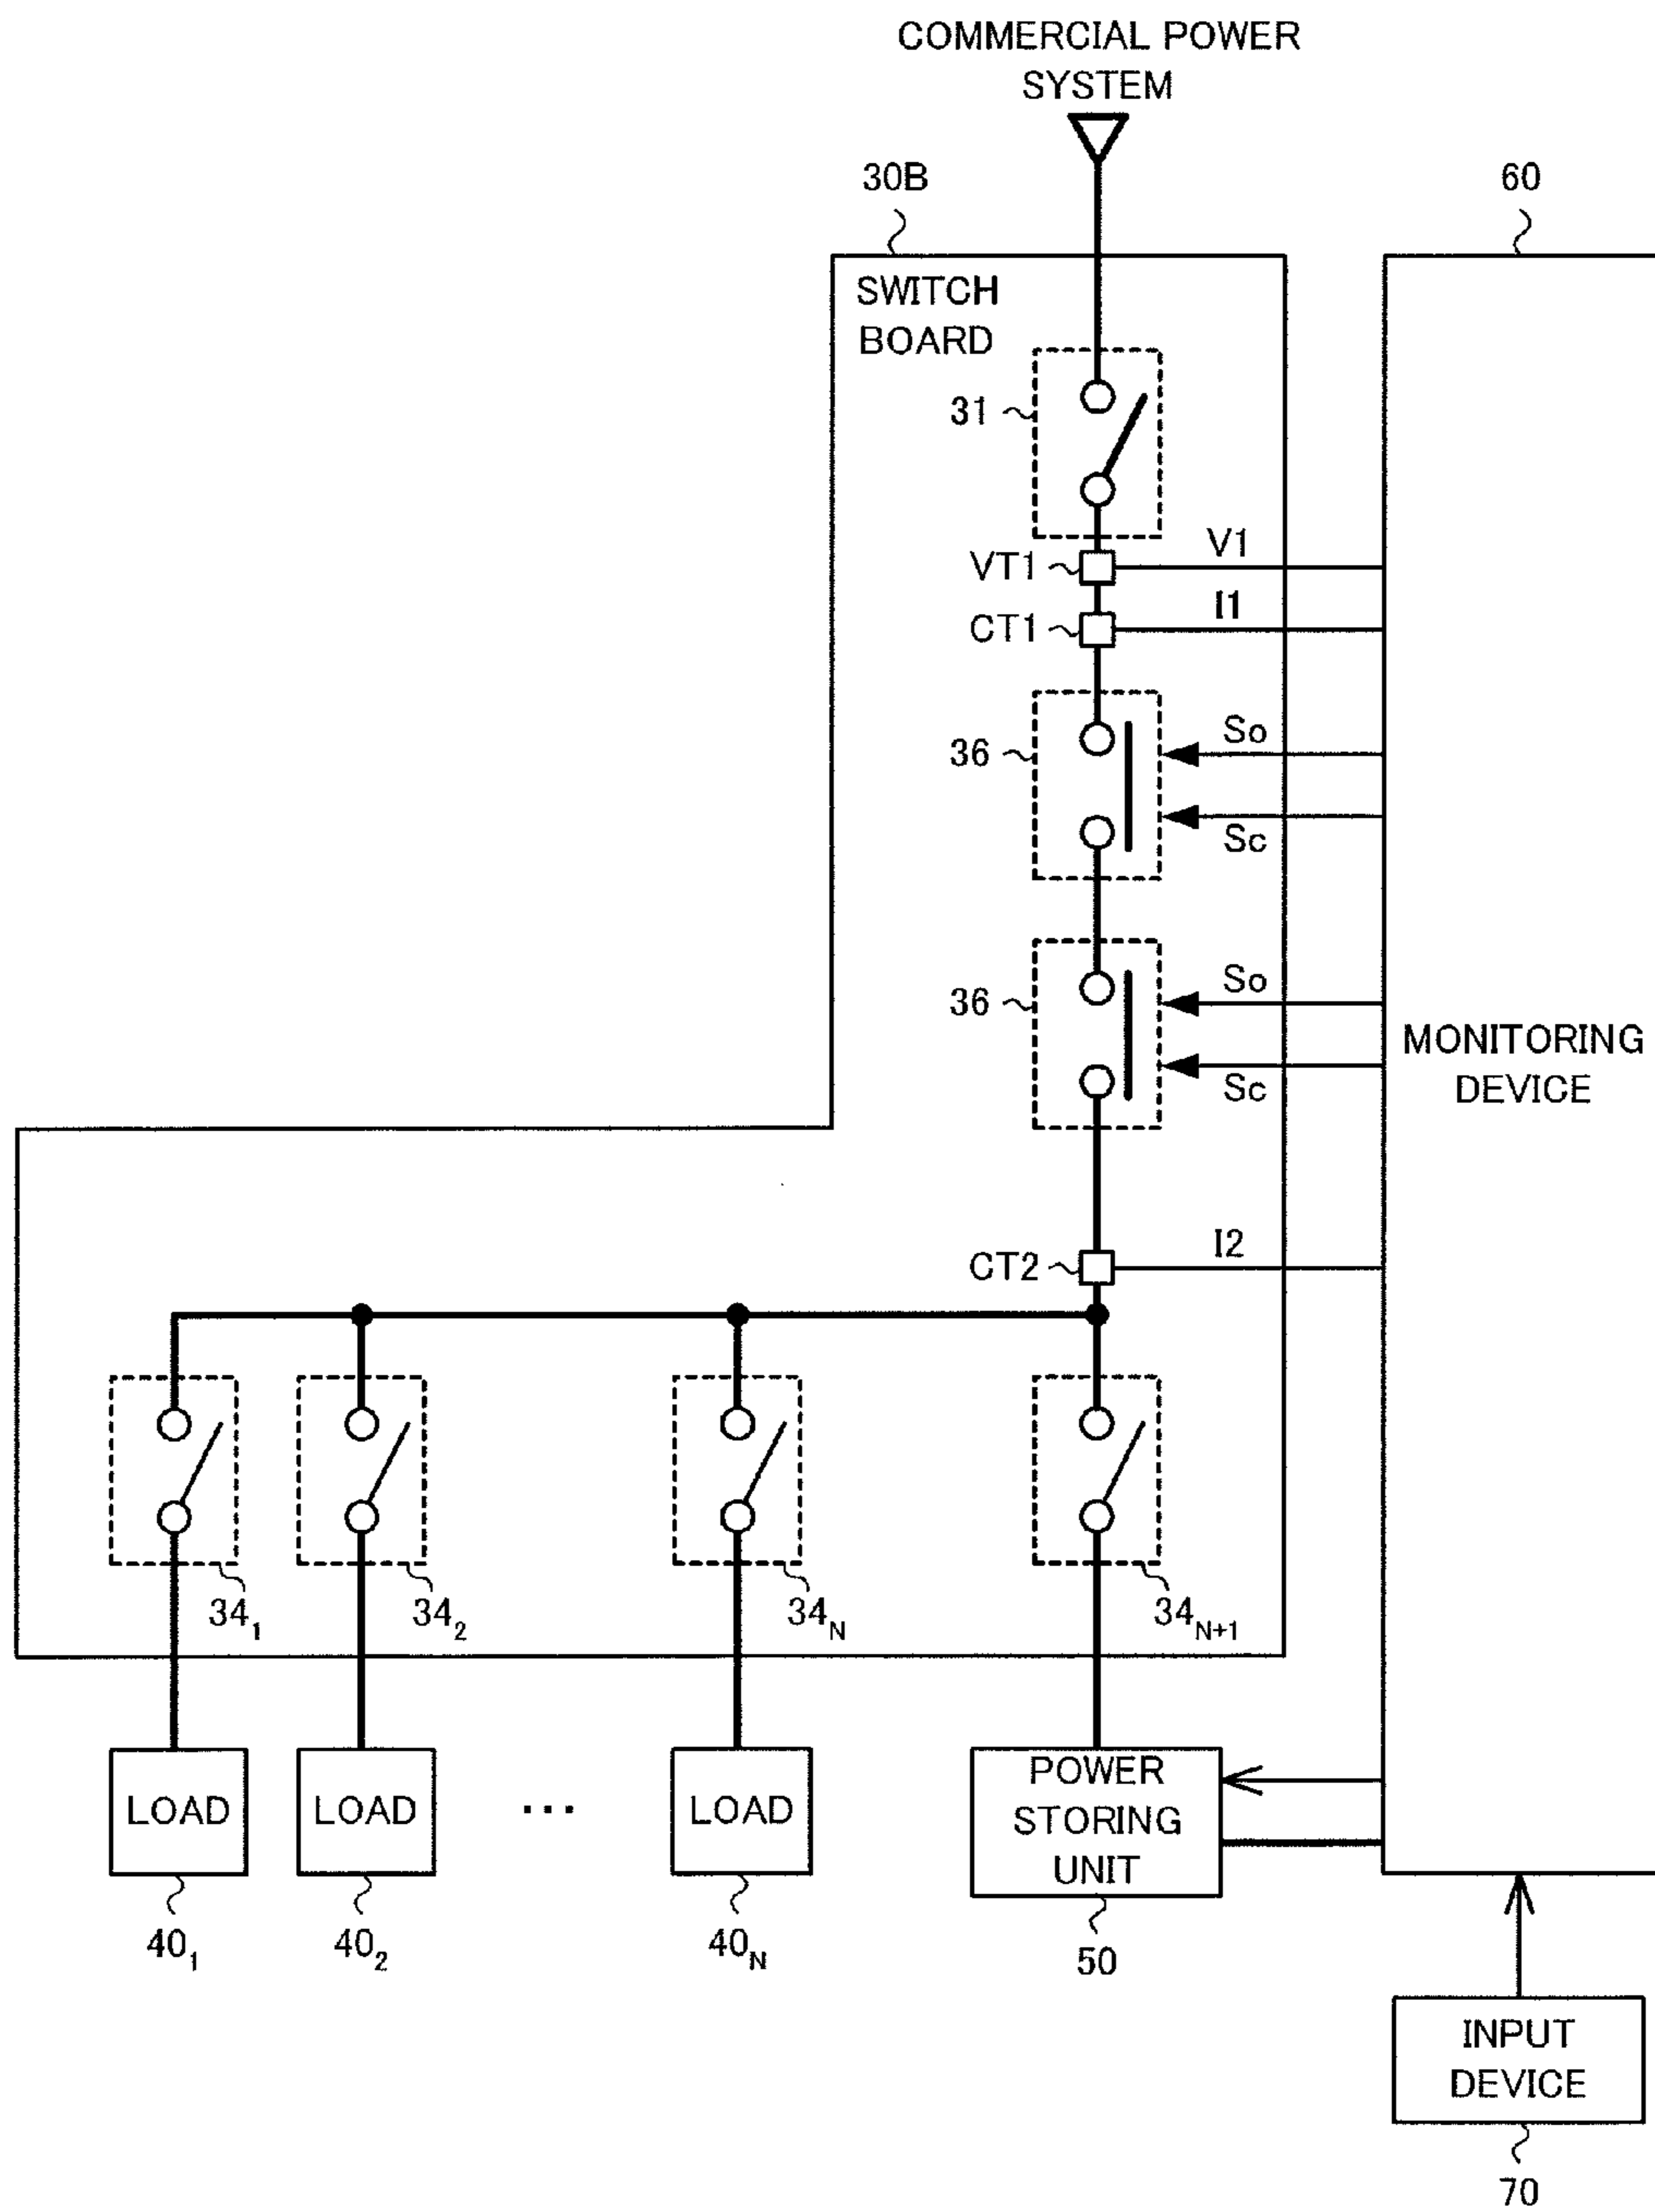 COMMERCIAL POWER
SYSTEM
30B
60
SWITCH
BOARD
31
V1
VT1
I1
CT1
So
36
Sc
So
36
MONITORING
DEVICE
Sc
I2
CT2
34₁
34₂
34N
34N+1
LOAD
LOAD
...
LOAD
POWER
STORING
UNIT
40₁
40₂
40N
50
INPUT
DEVICE
70